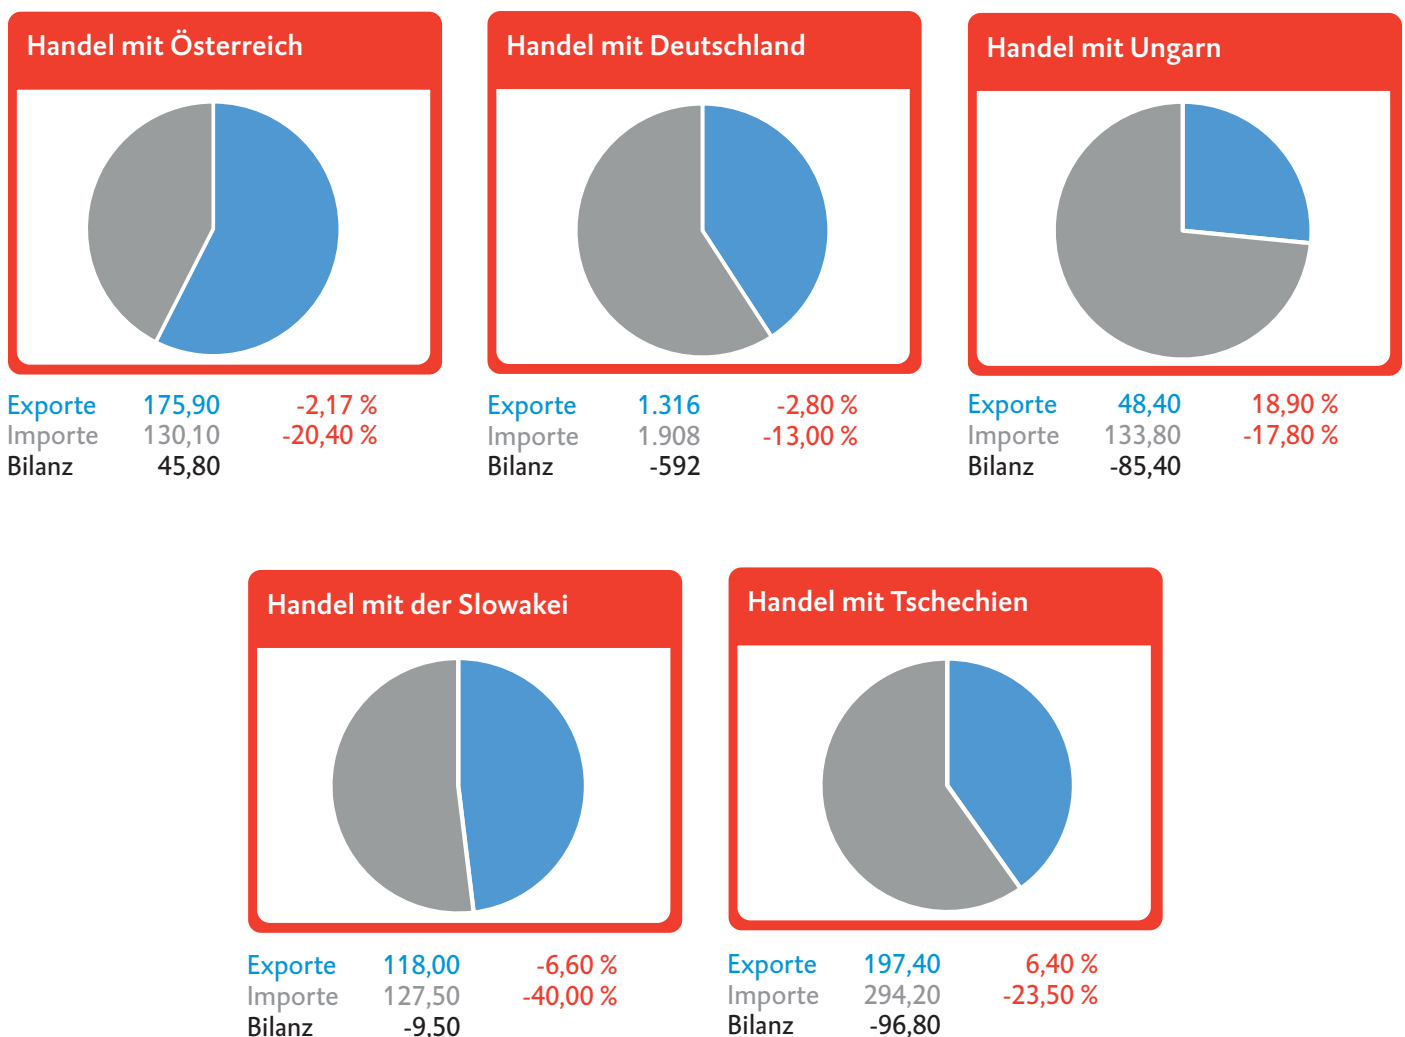 Handel mit Österreich
Exporte 175,90 -2,17 %
Importe 130,10 -20,40 %
Bilanz 45,80
Handel mit Deutschland
Exporte 1.316 -2,80 %
Importe 1.908 -13,00 %
Bilanz -592
Handel mit Ungarn
Exporte 48,40 18,90 %
Importe 133,80 -17,80 %
Bilanz -85,40
Handel mit der Slowakei
Exporte 118,00 -6,60 %
Importe 127,50 -40,00 %
Bilanz -9,50
Handel mit Tschechien
Exporte 197,40 6,40 %
Importe 294,20 -23,50 %
Bilanz -96,80